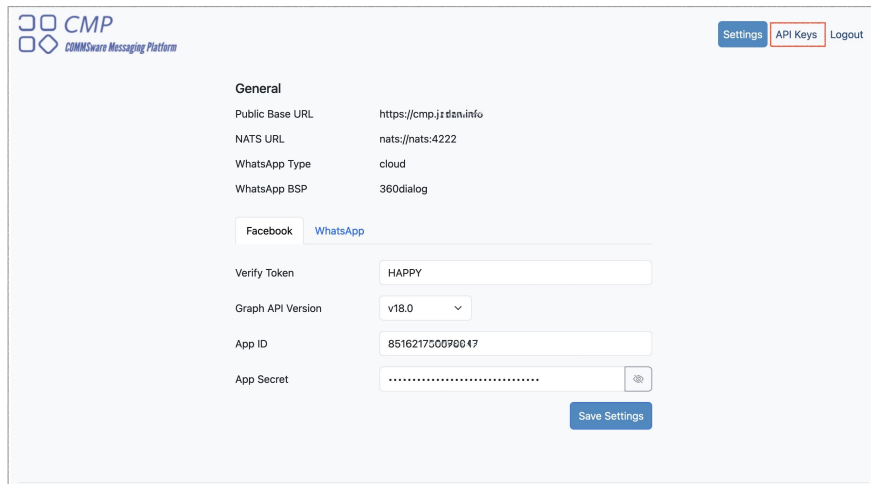 CMP
COMMSware Messaging Platform
Settings API Keys Logout
General
Public Base URL
NATS URL nats://nats:4222
WhatsApp Type cloud
WhatsApp BSP 360dialog
Facebook WhatsApp
Verify Token HAPPY
Graph API Version v18.0
App ID
App Secret ••••••••••••••••••••••••••••••••
Save Settings